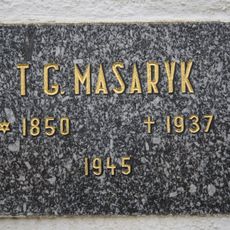 T. G. MASARYK
✡ 1850 † 1937
1945